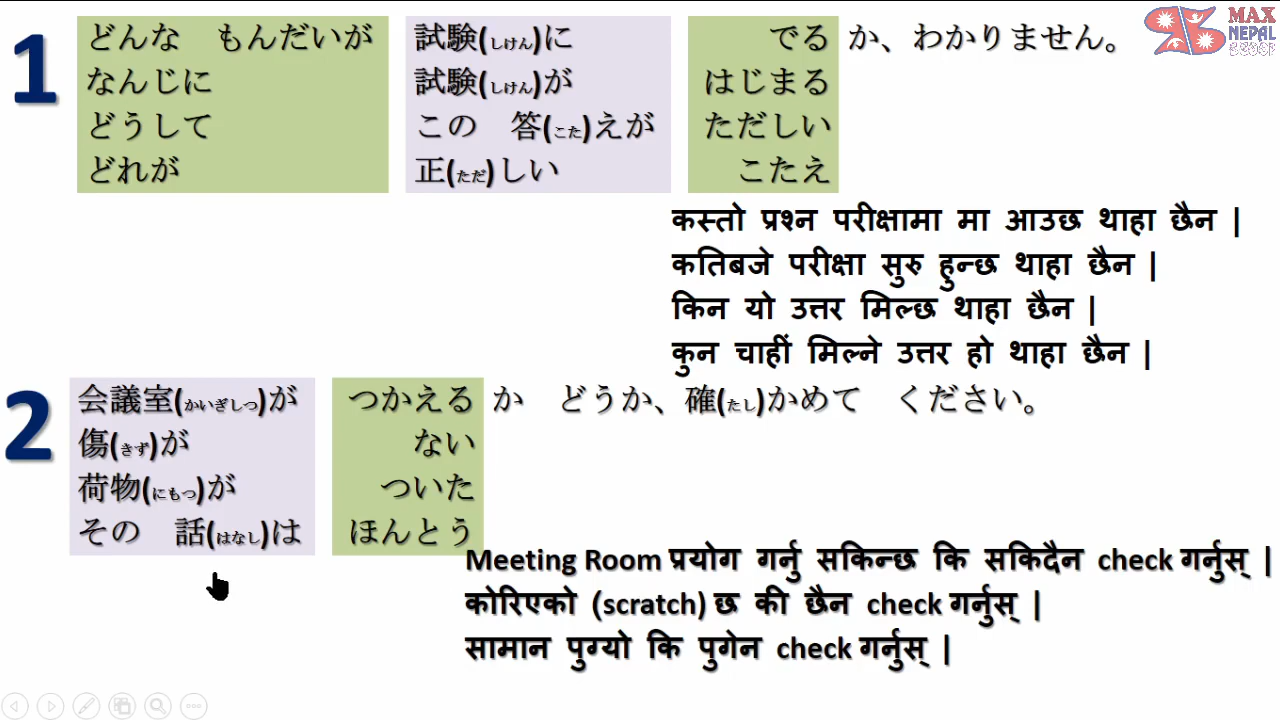 MAX
NEPAL
1
どんな　もんだいが　試験(しけん)に　でる　か、わかりません。
なんじに　試験(しけん)が　はじまる
どうして　この　答(こた)えが　ただしい
どれが　正(ただ)しい　こたえ
कस्तो प्रश्न परीक्षामा मा आउछ थाहा छैन |
कतिबजे परीक्षा सुरु हुन्छ थाहा छैन |
किन यो उत्तर मिल्छ थाहा छैन |
कुन चाहीं मिल्ने उत्तर हो थाहा छैन |
2
会議室(かいぎしつ)が　つかえる　か　どうか、確(たし)かめて　ください。
傷(きず)が　ない
荷物(にもつ)が　ついた
その　話(はなし)は　ほんとう
Meeting Room प्रयोग गर्नु सकिन्छ कि सकिदैन check गर्नुस् |
कोरिएको (scratch) छ की छैन check गर्नुस् |
सामान पुग्यो कि पुगेन check गर्नुस् |